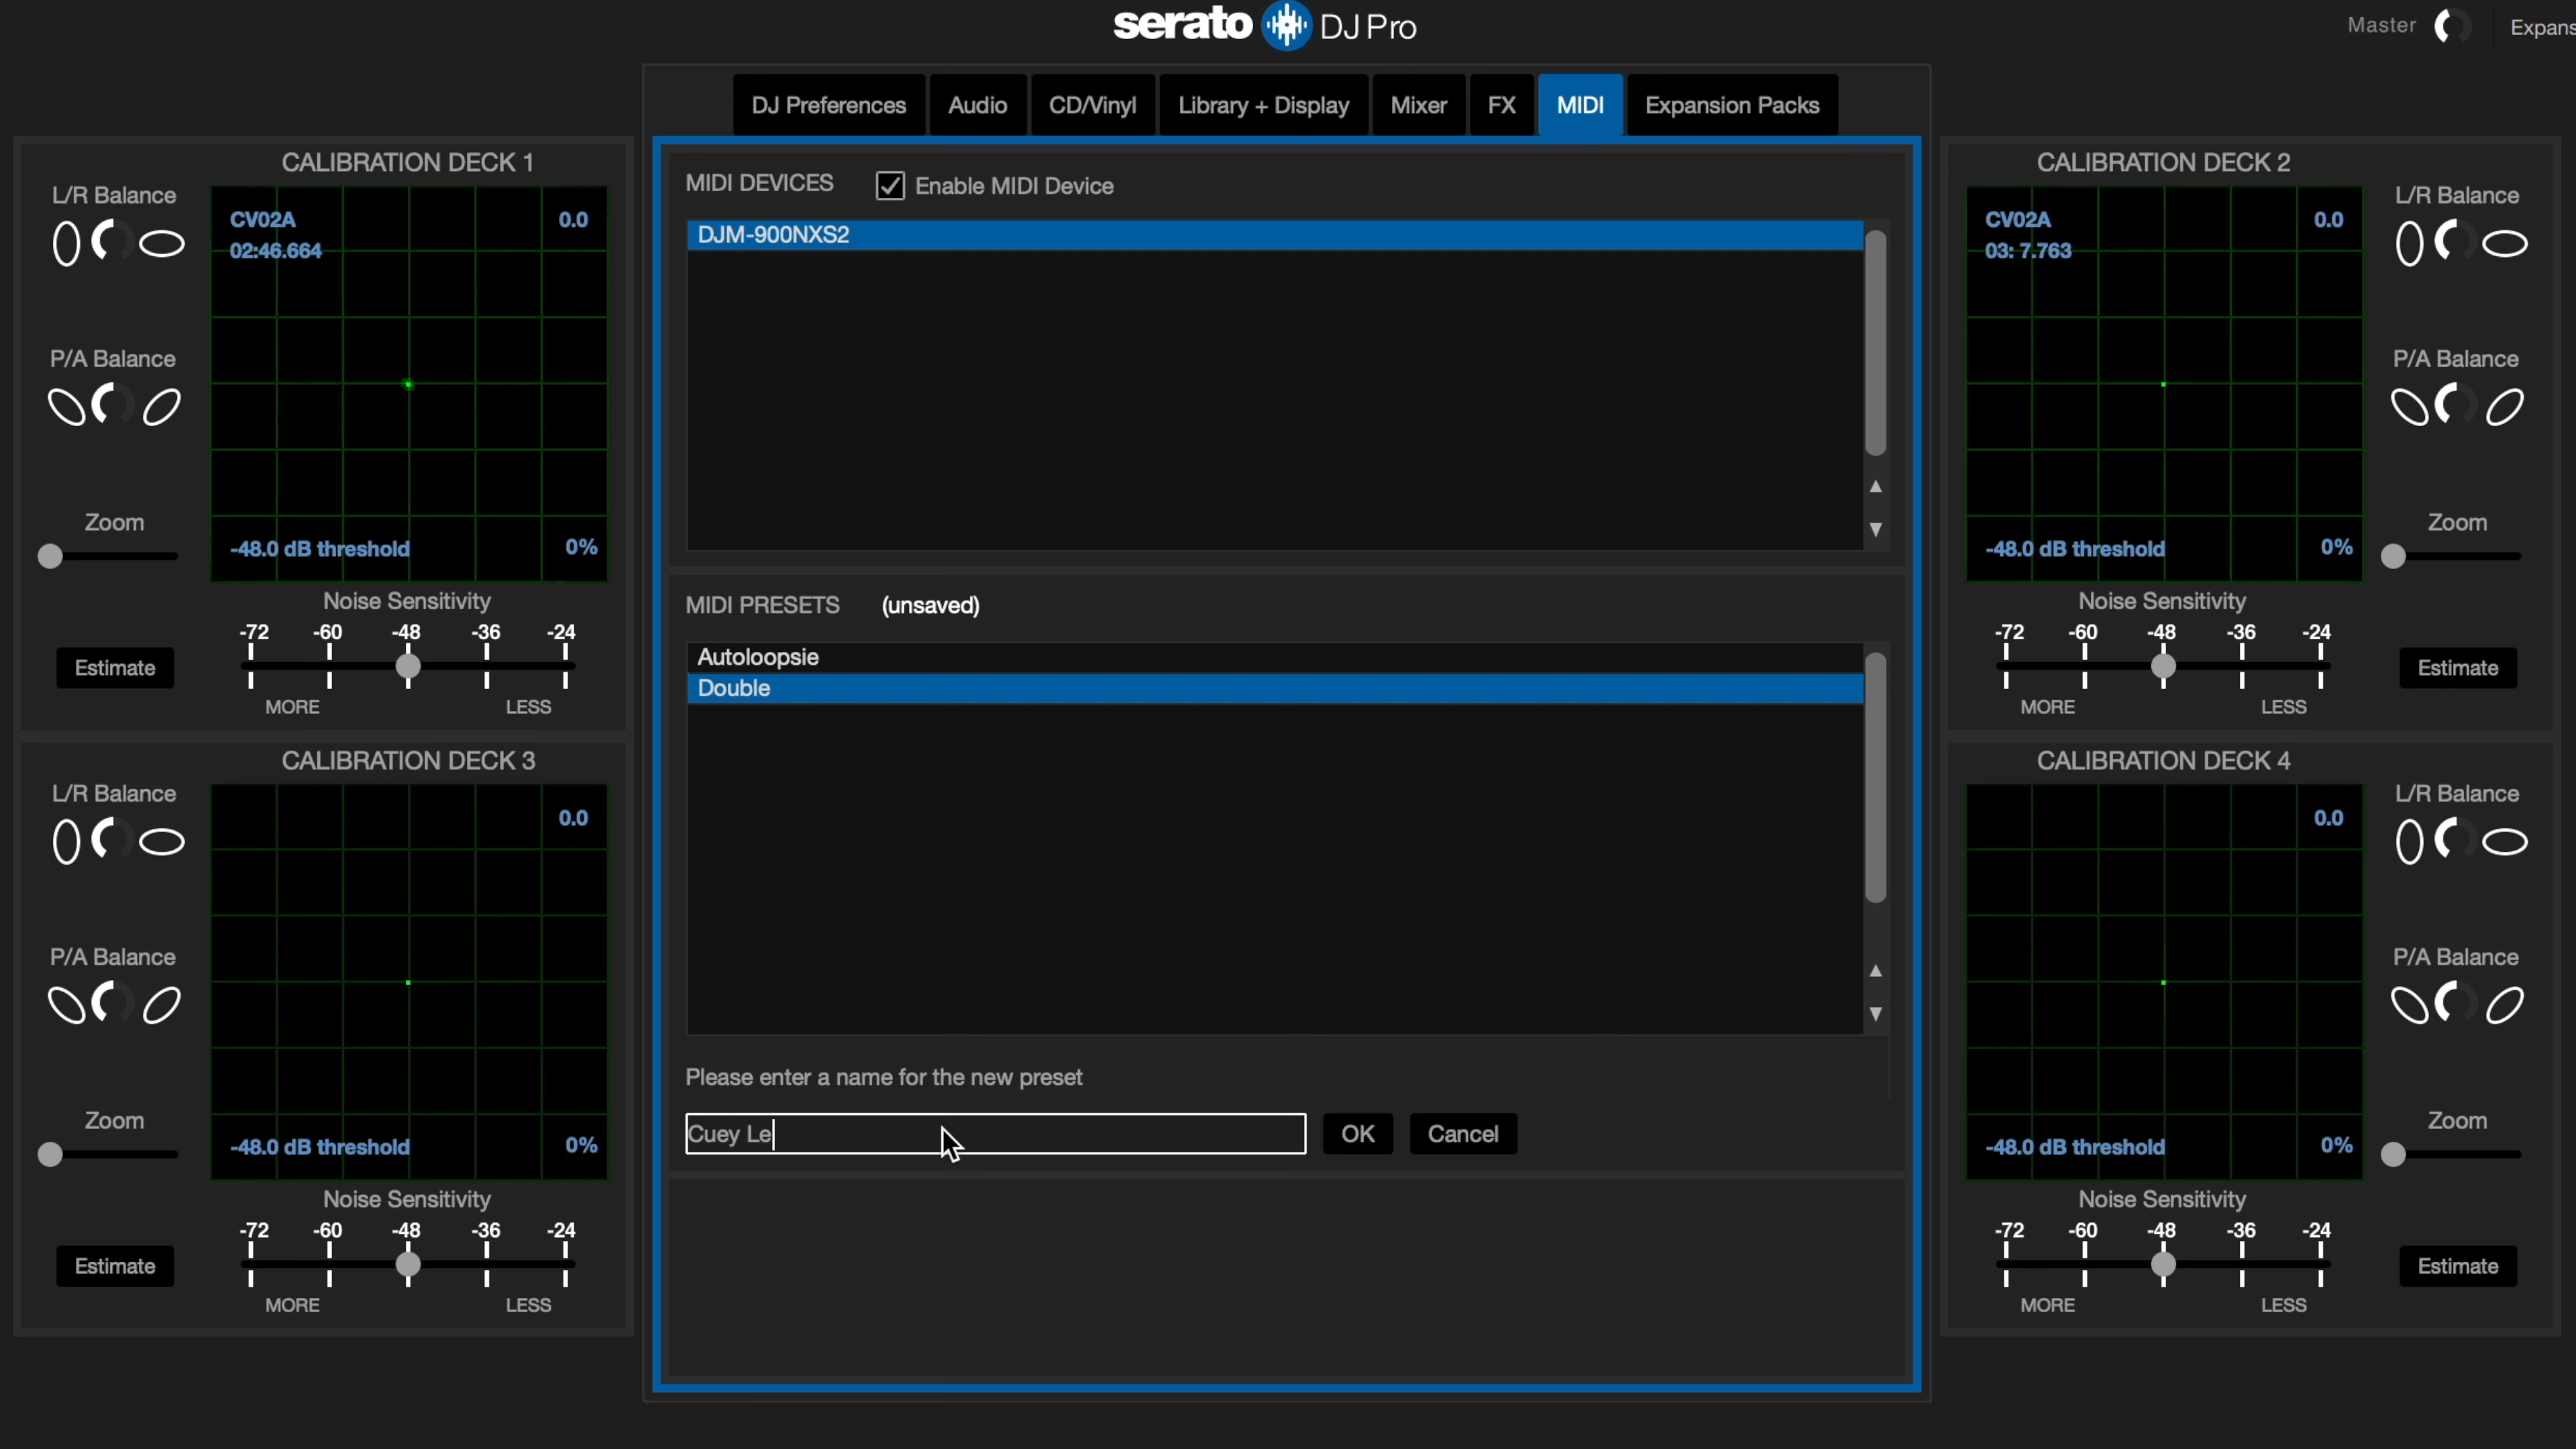 serato DJ Pro
Master
Expans
DJ Preferences
Audio
CD/Vinyl
Library + Display
Mixer
FX
MIDI
Expansion Packs
CALIBRATION DECK 1
L/R Balance
CV02A
0.0
02:46.664
P/A Balance
Zoom
-48.0 dB threshold
0%
Noise Sensitivity
-72 -60 -48 -36 -24
Estimate
MORE
LESS
CALIBRATION DECK 3
L/R Balance
0.0
P/A Balance
Zoom
-48.0 dB threshold
0%
Noise Sensitivity
-72 -60 -48 -36 -24
Estimate
MORE
LESS
MIDI DEVICES
Enable MIDI Device
DJM-900NXS2
MIDI PRESETS
(unsaved)
Autoloopsie
Double
Please enter a name for the new preset
Cuey Le
OK
Cancel
CALIBRATION DECK 2
L/R Balance
CV02A
0.0
03: 7.763
P/A Balance
Zoom
-48.0 dB threshold
0%
Noise Sensitivity
-72 -60 -48 -36 -24
Estimate
MORE
LESS
CALIBRATION DECK 4
L/R Balance
0.0
P/A Balance
Zoom
-48.0 dB threshold
0%
Noise Sensitivity
-72 -60 -48 -36 -24
Estimate
MORE
LESS